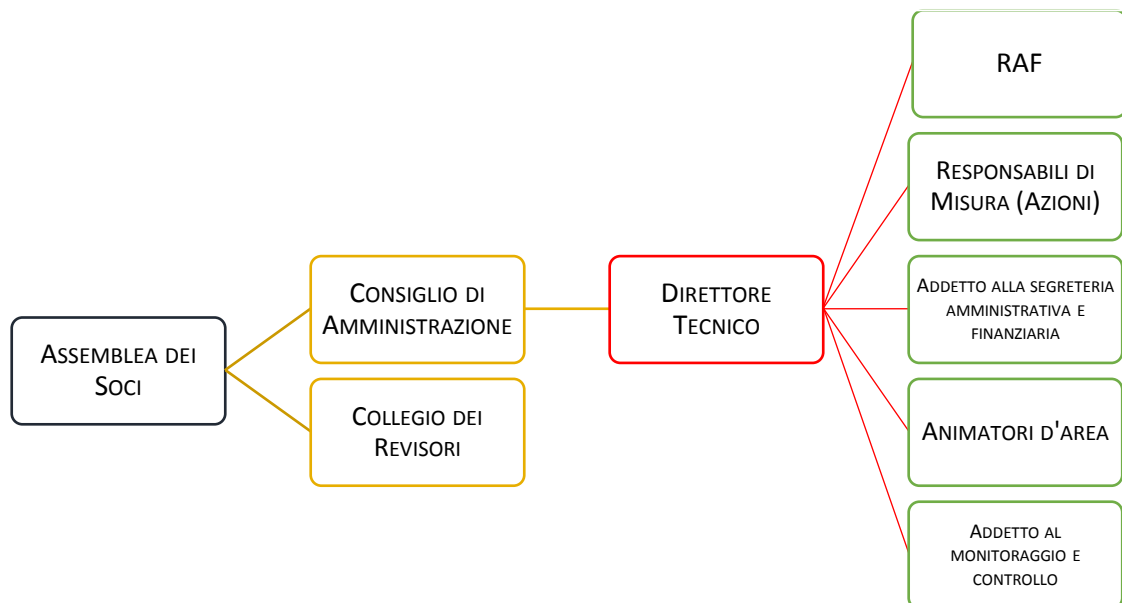 Assemblea dei
Soci
Consiglio di
Amministrazione
Collegio dei
Revisori
Direttore
Tecnico
RAF
Responsabili di
Misura (Azioni)
Addetto alla segreteria
amministrativa e
finanziaria
Animatori d'area
Addetto al
monitoraggio e
controllo